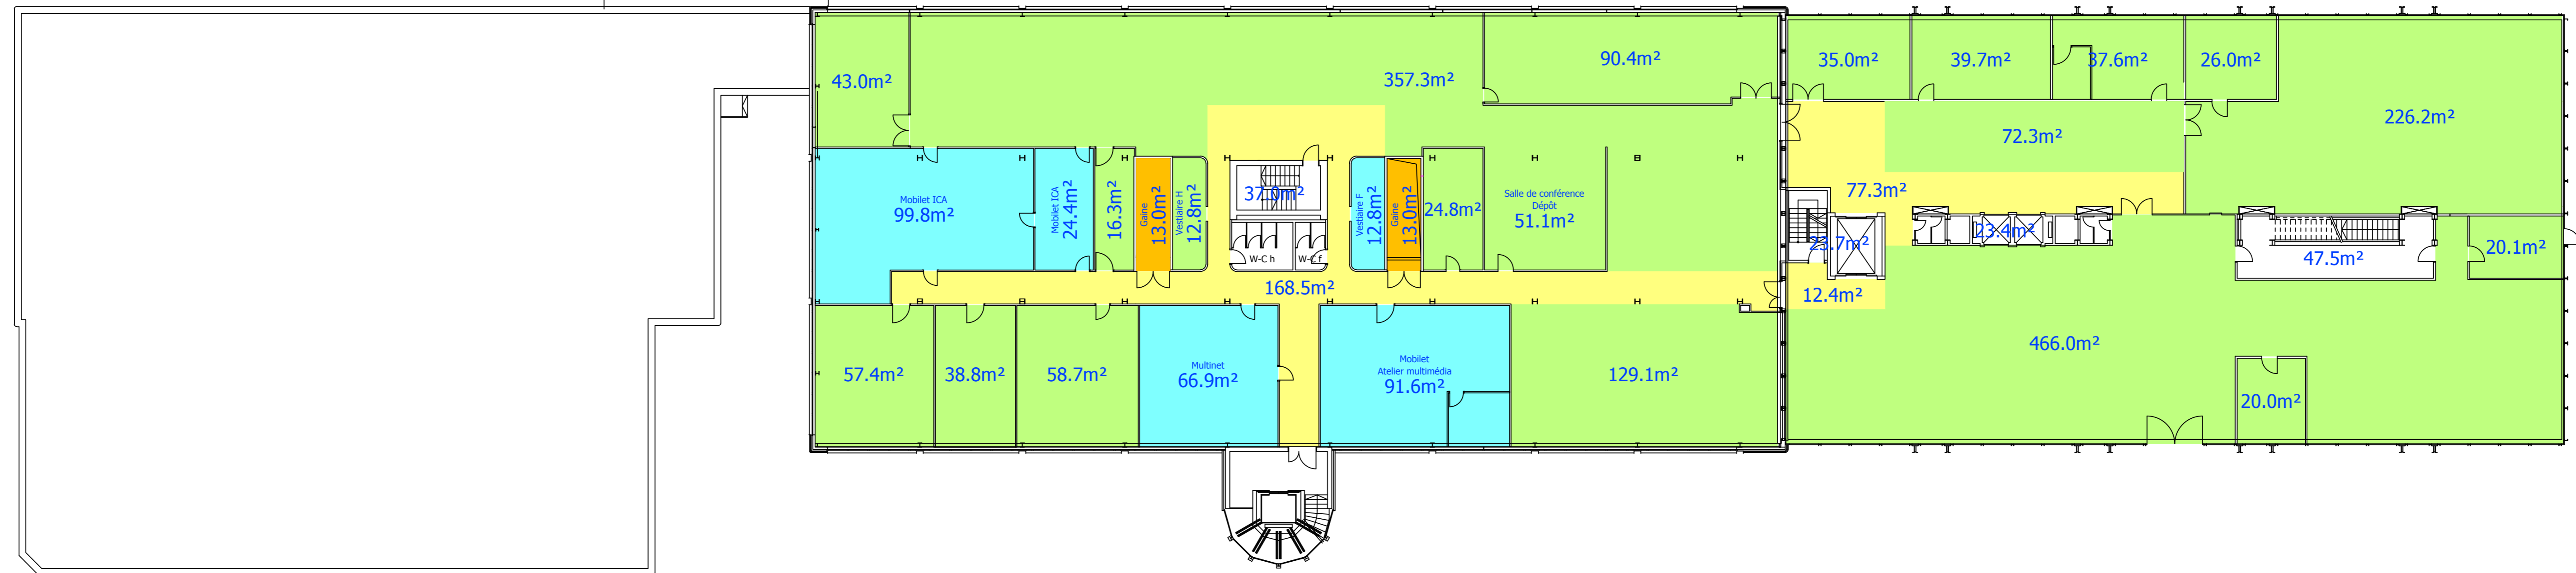 43.0m²
357.3m²
90.4m²
35.0m²
39.7m²
37.6m²
26.0m²
226.2m²
72.3m²
Mobilet ICA
99.8m²
Mobilet ICA
24.4m²
16.3m²
Gaine
13.0m²
Vestiaire H
12.8m²
37.0m²
W-C h
W-C f
Vestiaire F
12.8m²
Gaine
13.0m²
24.8m²
Salle de conférence
Dépôt
51.1m²
77.3m²
23.7m²
23.4m²
47.5m²
20.1m²
168.5m²
12.4m²
57.4m²
38.8m²
58.7m²
Multinet
66.9m²
Mobilet
Atelier multimédia
91.6m²
129.1m²
466.0m²
20.0m²